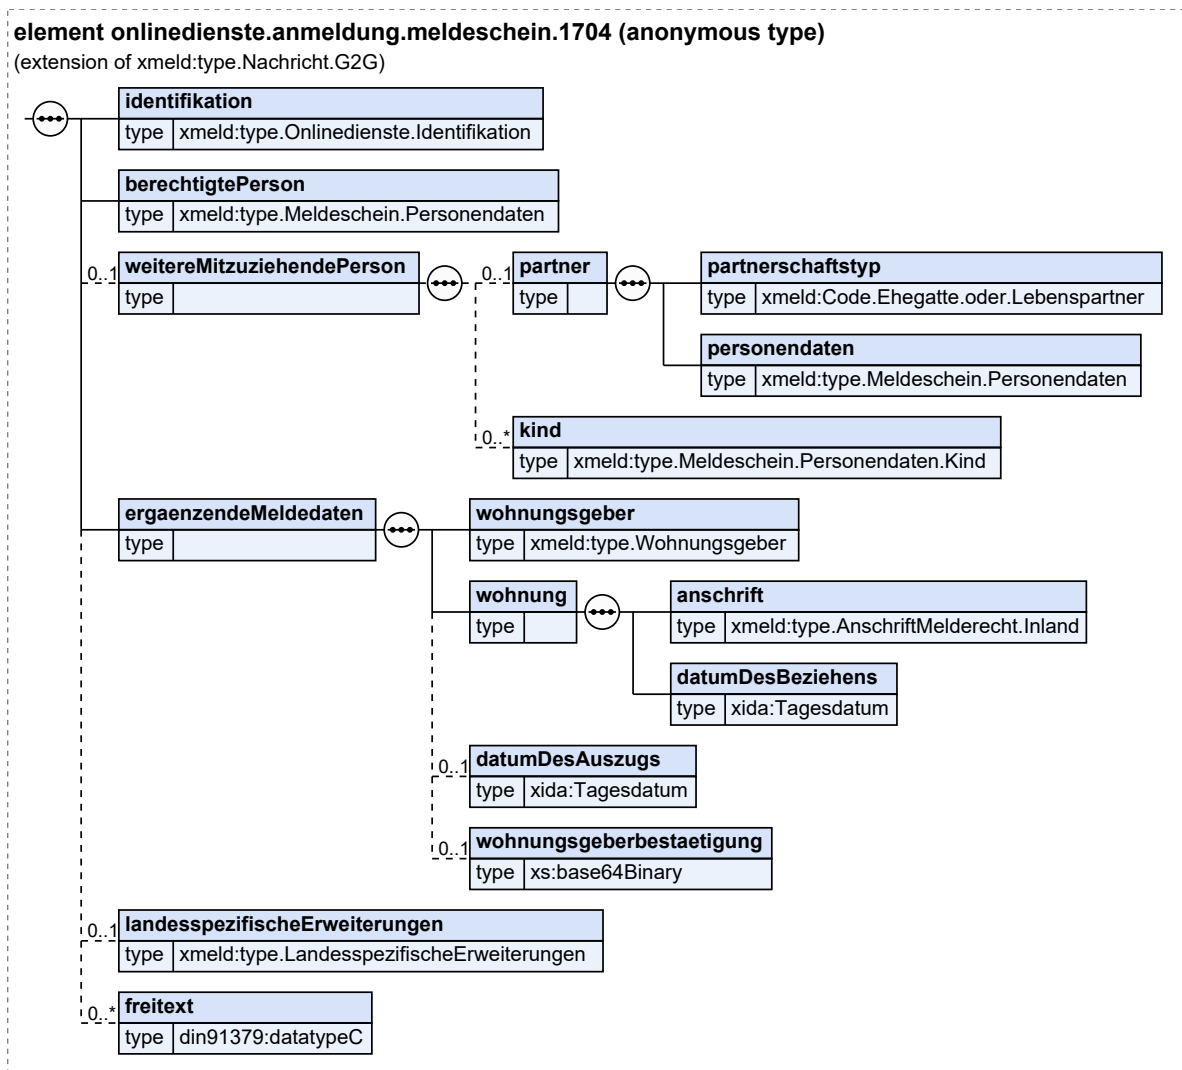 element onlinedienste.anmeldung.meldeschein.1704 (anonymous type)
(extension of xmeld:type.Nachricht.G2G)
identifikation
type xmeld:type.Onlinedienste.Identifikation
berechtigtePerson
type xmeld:type.Meldeschein.Personendaten
0..1 weitereMitzuziehendePerson
type
0..1 partner
type
partnerschaftstyp
type xmeld:Code.Ehegatte.oder.Lebenspartner
personendaten
type xmeld:type.Meldeschein.Personendaten
0..* kind
type xmeld:type.Meldeschein.Personendaten.Kind
ergaenzendeMeldedaten
type
wohnungsgeber
type xmeld:type.Wohnungsgeber
wohnung
type
anschrift
type xmeld:type.AnschriftMelderecht.Inland
datumDesBeziehens
type xida:Tagesdatum
0..1 datumDesAuszugs
type xida:Tagesdatum
0..1 wohnungsgeberbestaetigung
type xs:base64Binary
0..1 landesspezifischeErweiterungen
type xmeld:type.LandesspezifischeErweiterungen
0..* freitext
type din91379:datatypeC